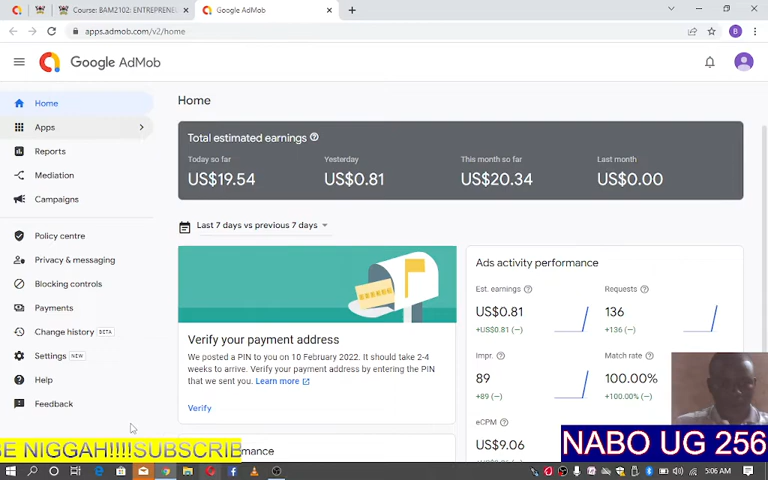 Course: BAM2102: ENTREPRENE
Google AdMob
apps.admob.com/v2/home
B
Google AdMob
Home
Apps
Reports
Mediation
Campaigns
Policy centre
Privacy & messaging
Blocking controls
Payments
Change history BETA
Settings NEW
Help
Feedback
Home
Total estimated earnings
Today so far
US$19.54
Yesterday
US$0.81
This month so far
US$20.34
Last month
US$0.00
Last 7 days vs previous 7 days
Verify your payment address
We posted a PIN to you on 10 February 2022. It should take 2-4
weeks to arrive. Verify your payment address by entering the PIN
that we sent you. Learn more
Verify
Ads activity performance
Est. earnings
US$0.81
+US$0.81 (—)
Requests
136
+136 (—)
Impr.
89
+89 (—)
Match rate
100.00%
+100.00% (—)
eCPM
US$9.06
mance
BE NIGGAH!!!!SUBSCRIB
NABO UG 256
5:06 AM